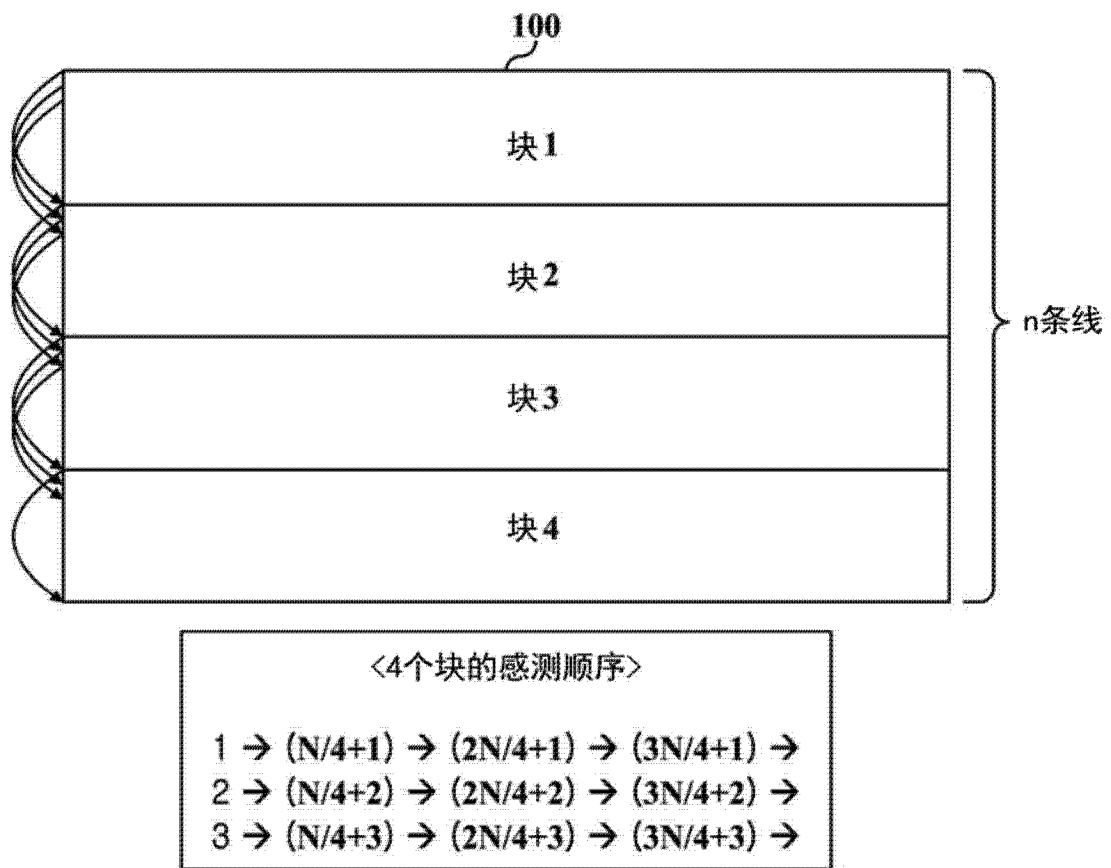 100
块1
块2
块3
块4
n条线
<4个块的感测顺序>
1 → (N/4+1) → (2N/4+1) → (3N/4+1) →
2 → (N/4+2) → (2N/4+2) → (3N/4+2) →
3 → (N/4+3) → (2N/4+3) → (3N/4+3) →